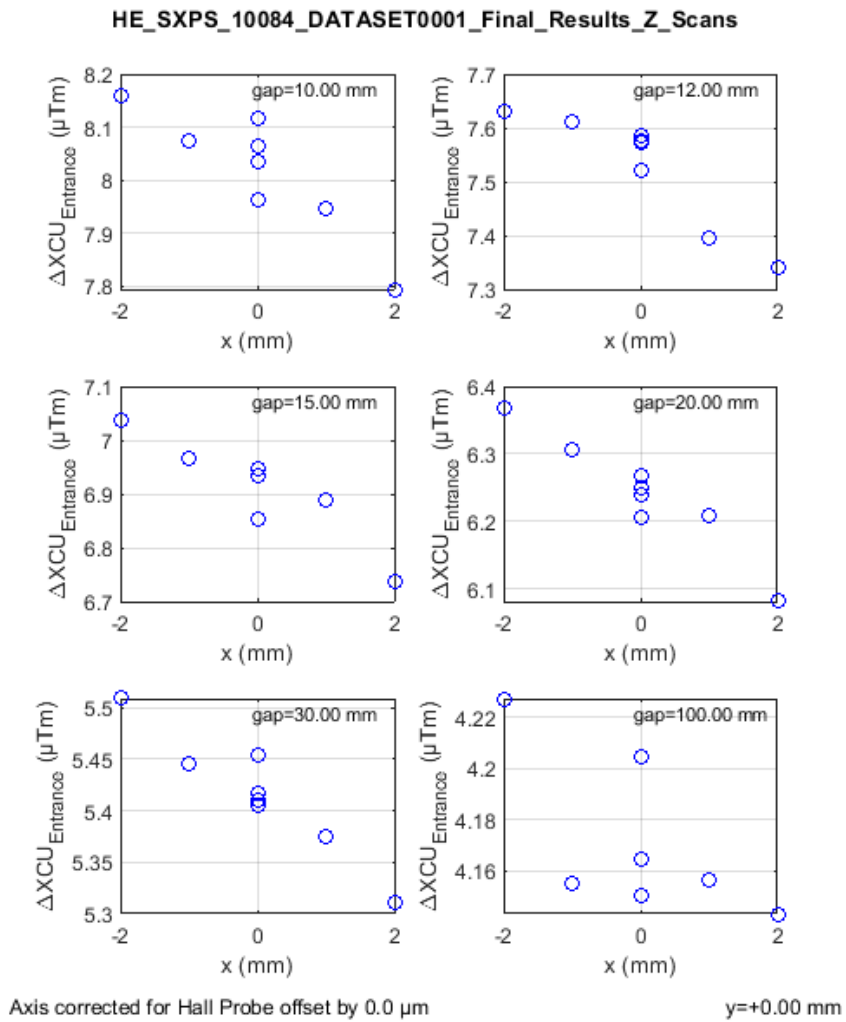 HE_SXPS_10084_DATASET0001_Final_Results_Z_Scans
gap=10.00 mm
ΔXCU_Entrance (µTm)
8.2
8.1
8
7.9
7.8
-2 0 2
x (mm)
gap=12.00 mm
ΔXCU_Entrance (µTm)
7.7
7.6
7.5
7.4
7.3
-2 0 2
x (mm)
gap=15.00 mm
ΔXCU_Entrance (µTm)
7.1
7
6.9
6.8
6.7
-2 0 2
x (mm)
gap=20.00 mm
ΔXCU_Entrance (µTm)
6.4
6.3
6.2
6.1
-2 0 2
x (mm)
gap=30.00 mm
ΔXCU_Entrance (µTm)
5.5
5.45
5.4
5.35
5.3
-2 0 2
x (mm)
gap=100.00 mm
ΔXCU_Entrance (µTm)
4.22
4.2
4.18
4.16
-2 0 2
x (mm)
Axis corrected for Hall Probe offset by 0.0 µm
y=+0.00 mm